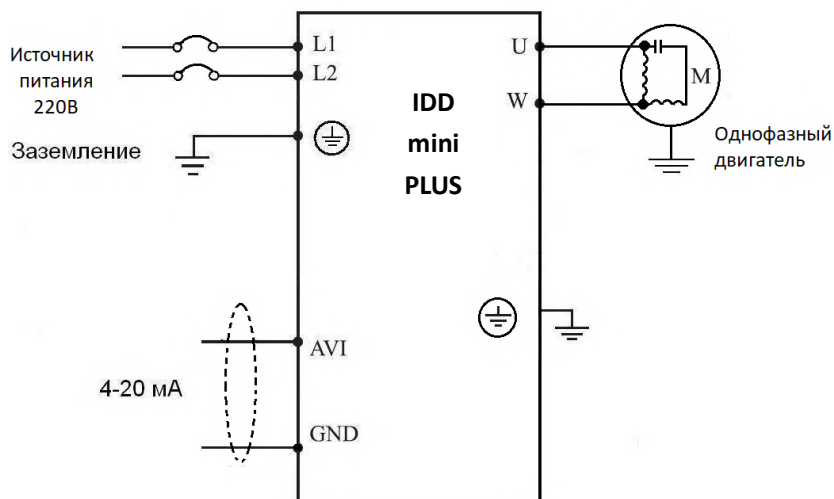 Источник
питания
220В
L1
L2
Заземление
IDD
mini
PLUS
U
W
M
Однофазный
двигатель
AVI
4-20 мА
GND